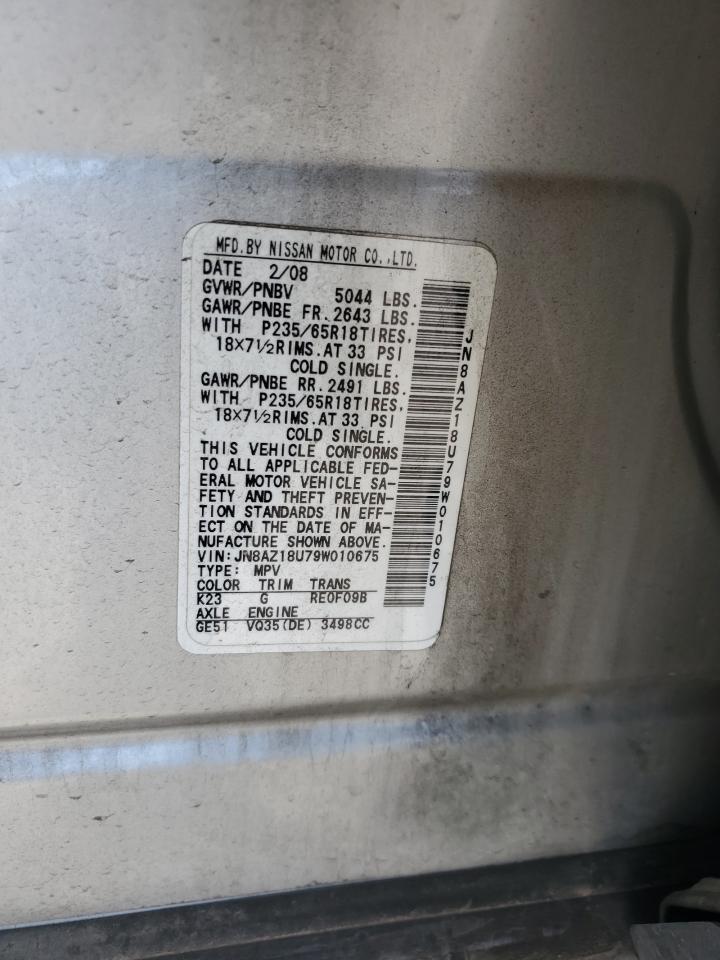 MFD.BY NISSAN MOTOR CO.,LTD.
DATE 2/08
GVWR/PNBV 5044 LBS.
GAWR/PNBE FR.2643 LBS.
WITH P235/65R18TIRES,
18×7½RIMS.AT 33 PSI
COLD SINGLE.
GAWR/PNBE RR.2491 LBS.
WITH P235/65R18TIRES,
18×7½RIMS.AT 33 PSI
COLD SINGLE.
THIS VEHICLE CONFORMS
TO ALL APPLICABLE FED-
ERAL MOTOR VEHICLE SA-
FETY AND THEFT PREVEN-
TION STANDARDS IN EFF-
ECT ON THE DATE OF MA-
NUFACTURE SHOWN ABOVE.
VIN:JN8AZ18U79W010675
TYPE: MPV
COLOR TRIM TRANS
K23 G RE0F09B
AXLE ENGINE
GE51 VQ35(DE) 3498CC
JN8AZ18U79W010675